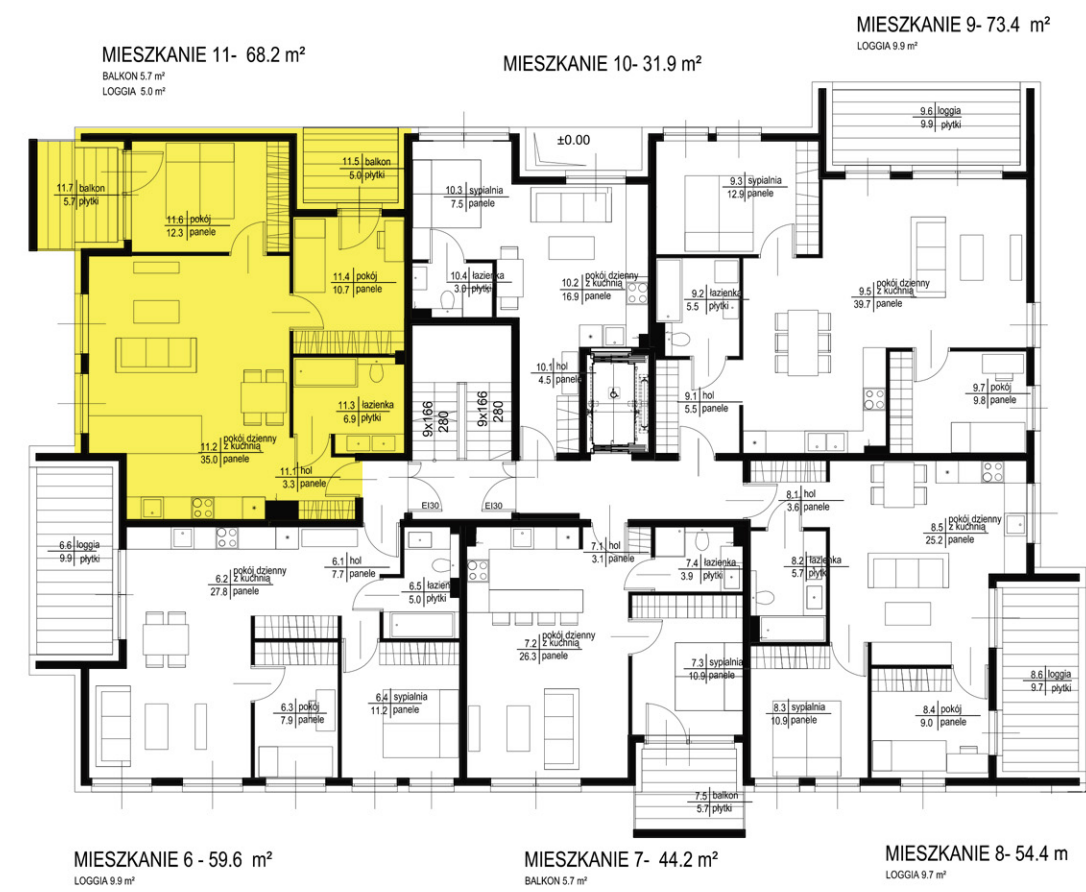 MIESZKANIE 9- 73.4 m²
LOGGIA 9.9 m²
MIESZKANIE 11- 68.2 m²
BALKON 5.7 m²
LOGGIA 5.0 m²
MIESZKANIE 10- 31.9 m²
9.6 loggia
9.9 płytki
±0.00
11.5 balkon
5.0 płytki
11.7 balkon
5.7 płytki
11.6 pokój
12.3 panele
10.3 sypialnia
7.5 panele
9.3 sypialnia
12.9 panele
11.4 pokój
10.7 panele
10.4 łazienka
3.0 płytki
10.2 pokój dzienny
z kuchnią
16.9 panele
9.2 łazienka
5.5 płytki
9.5 pokój dzienny
z kuchnią
39.7 panele
10.1 hol
4.5 panele
9.1 hol
5.5 panele
9.7 pokój
9.8 panele
11.3 łazienka
6.9 płytki
9x166
280
9x166
280
11.2 pokój dzienny
z kuchnią
35.0 panele
11.1 hol
3.3 panele
EI30
EI30
8.1 hol
3.6 panele
8.5 pokój dzienny
z kuchnią
25.2 panele
6.6 loggia
9.9 płytki
6.2 pokój dzienny
z kuchnią
27.8 panele
6.1 hol
7.7 panele
6.5 łazien
5.0 płytki
7.1 hol
3.1 panele
7.4 łazienka
3.9 płytki
8.2 łazienka
5.7 płytki
7.2 pokój dzienny
z kuchnią
26.3 panele
7.3 sypialnia
10.9 panele
8.6 loggia
9.7 płytki
6.3 pokój
7.9 panele
6.4 sypialnia
11.2 panele
8.3 sypialnia
10.9 panele
8.4 pokój
9.0 panele
7.5 balkon
5.7 płytki
MIESZKANIE 6 - 59.6 m²
LOGGIA 9.9 m²
MIESZKANIE 7- 44.2 m²
BALKON 5.7 m²
MIESZKANIE 8- 54.4 m
LOGGIA 9.7 m²